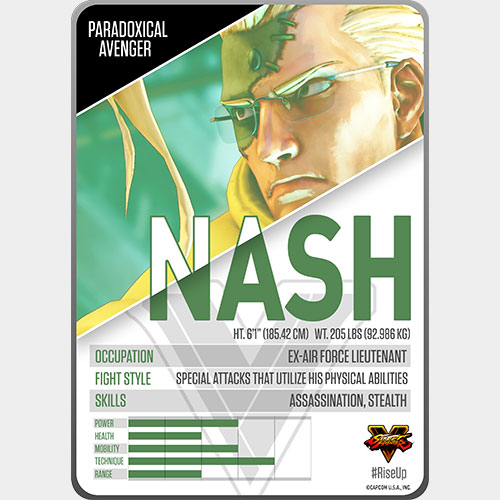 PARADOXICAL
AVENGER
NASH
HT. 6'1" (185.42 CM) WT. 205 LBS (92.986 KG)
OCCUPATION EX-AIR FORCE LIEUTENANT
FIGHT STYLE SPECIAL ATTACKS THAT UTILIZE HIS PHYSICAL ABILITIES
SKILLS ASSASSINATION, STEALTH
POWER
HEALTH
MOBILITY
TECHNIQUE
RANGE
STREET FIGHTER V
#RiseUp
©CAPCOM U.S.A., INC.